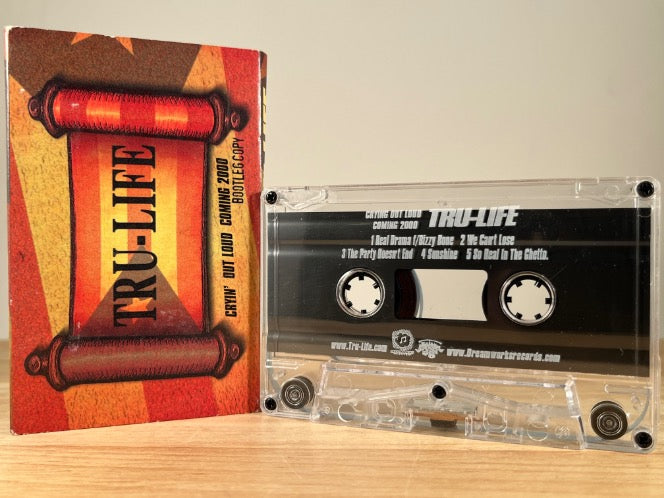 TRU-LIFE
CRYIN' OUT LOUD COMING 2000
BOOTLEG COPY
CRYING OUT LOUD
COMING 2000
TRU-LIFE
1 Real Drama f/Bizzy Bone 2 We Can't Lose
3 The Party Doesn't End 4 Sunshine 5 So Real In The Ghetto.
www.Tru-Life.com
www.Dreamworksrecords.com